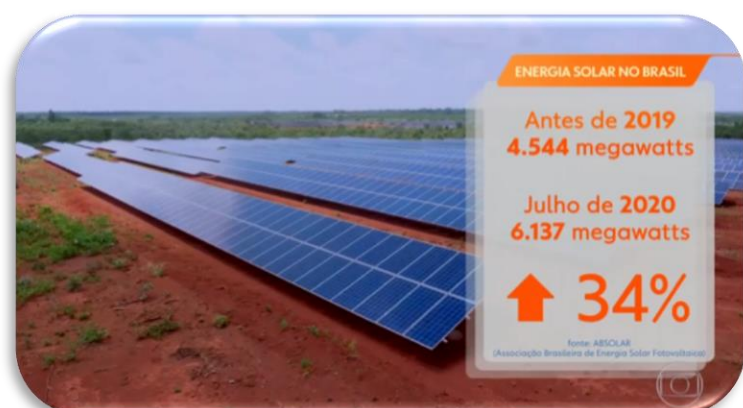 ENERGIA SOLAR NO BRASIL
Antes de 2019
4.544 megawatts
Julho de 2020
6.137 megawatts
34%
fonte: ABSOLAR
(Associação Brasileira de Energia Solar Fotovoltaica)